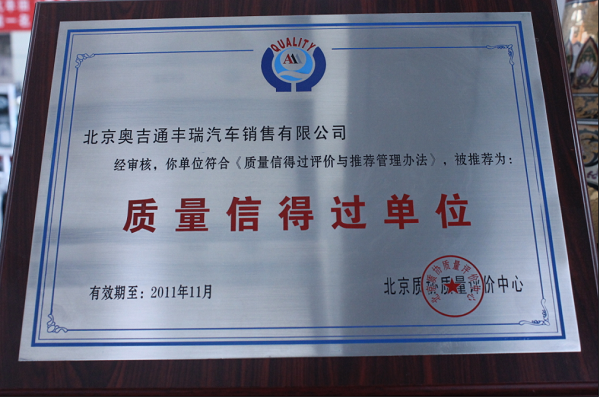 QUALITY
北京奥吉通丰瑞汽车销售有限公司
经审核，你单位符合《质量信得过评价与推荐管理办法》，被推荐为：
质量信得过单位
有效期至：2011年11月
北京质协质量评价中心